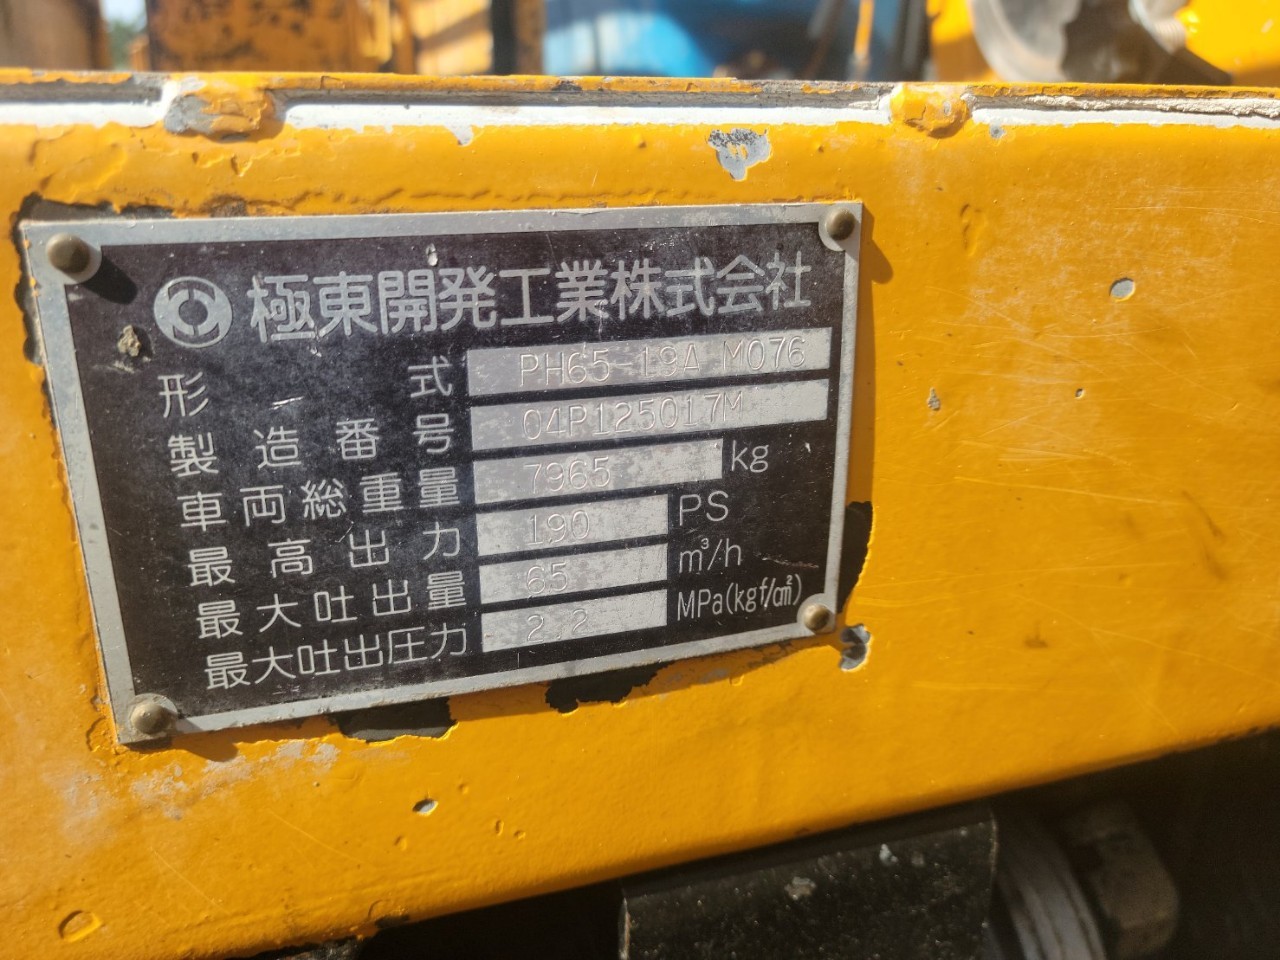 極東開発工業株式会社
形式 PH65-19A M076
製造番号 04P125017M
車両総重量 7965 kg
最高出力 190 PS
最大吐出量 65 m³/h
最大吐出圧力 2.2 MPa(kgf/c㎡)